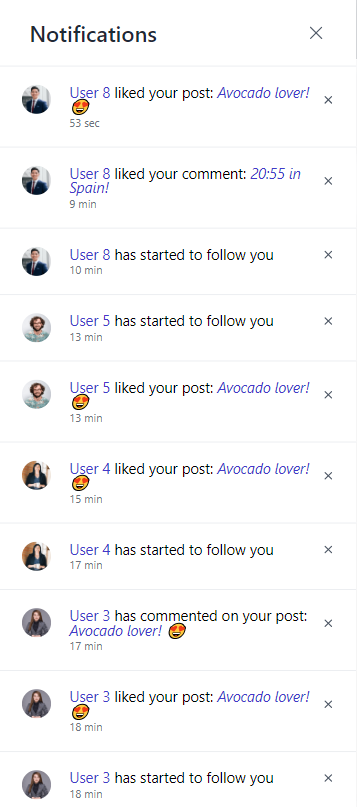 Notifications
User 8 liked your post: Avocado lover!
😍
53 sec
User 8 liked your comment: 20:55 in
Spain!
9 min
User 8 has started to follow you
10 min
User 5 has started to follow you
13 min
User 5 liked your post: Avocado lover!
😍
13 min
User 4 liked your post: Avocado lover!
😍
15 min
User 4 has started to follow you
17 min
User 3 has commented on your post:
Avocado lover! 😍
17 min
User 3 liked your post: Avocado lover!
😍
18 min
User 3 has started to follow you
18 min